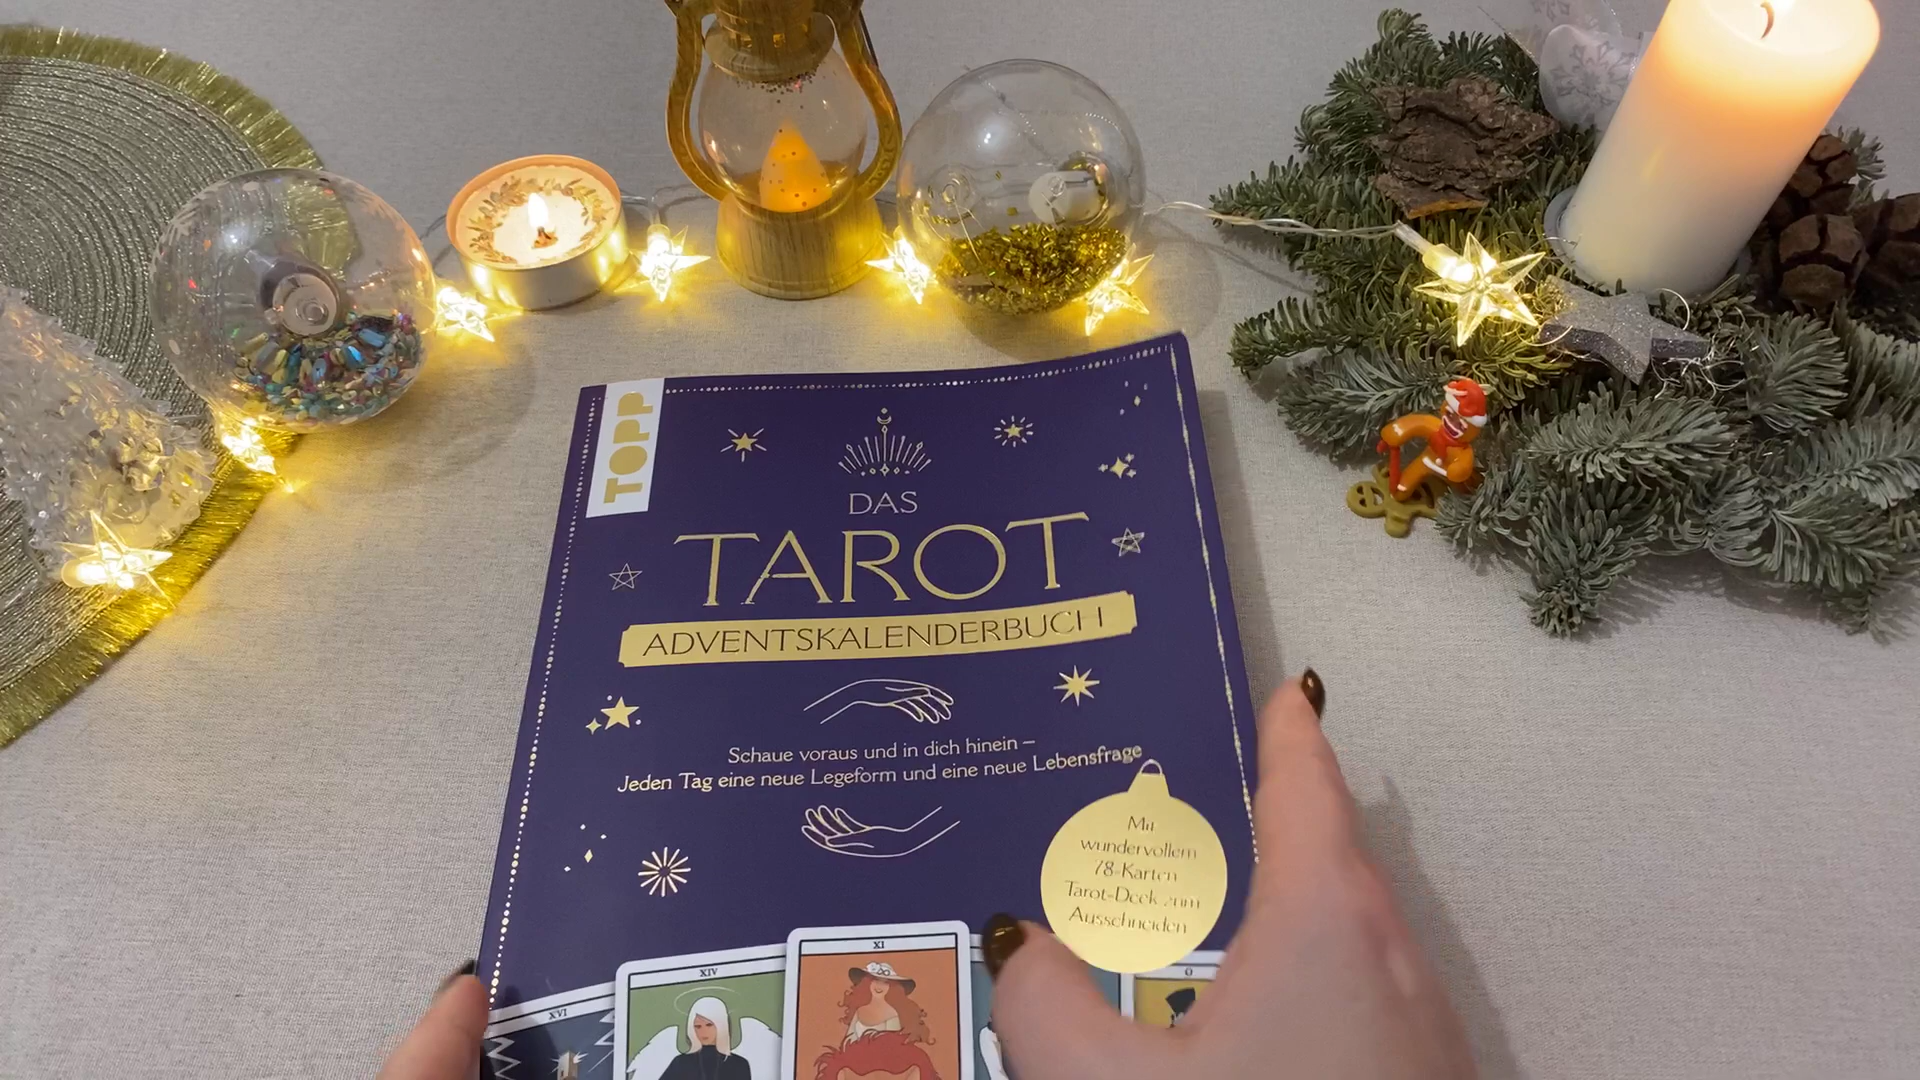 TOPP
DAS
TAROT
ADVENTSKALENDERBUCH
Schaue voraus und in dich hinein –
Jeden Tag eine neue Legeform und eine neue Lebensfrage
Mit
wundervollem
78-Karten
Tarot-Deck zum
Ausschneiden
XVI
XIV
XI
0